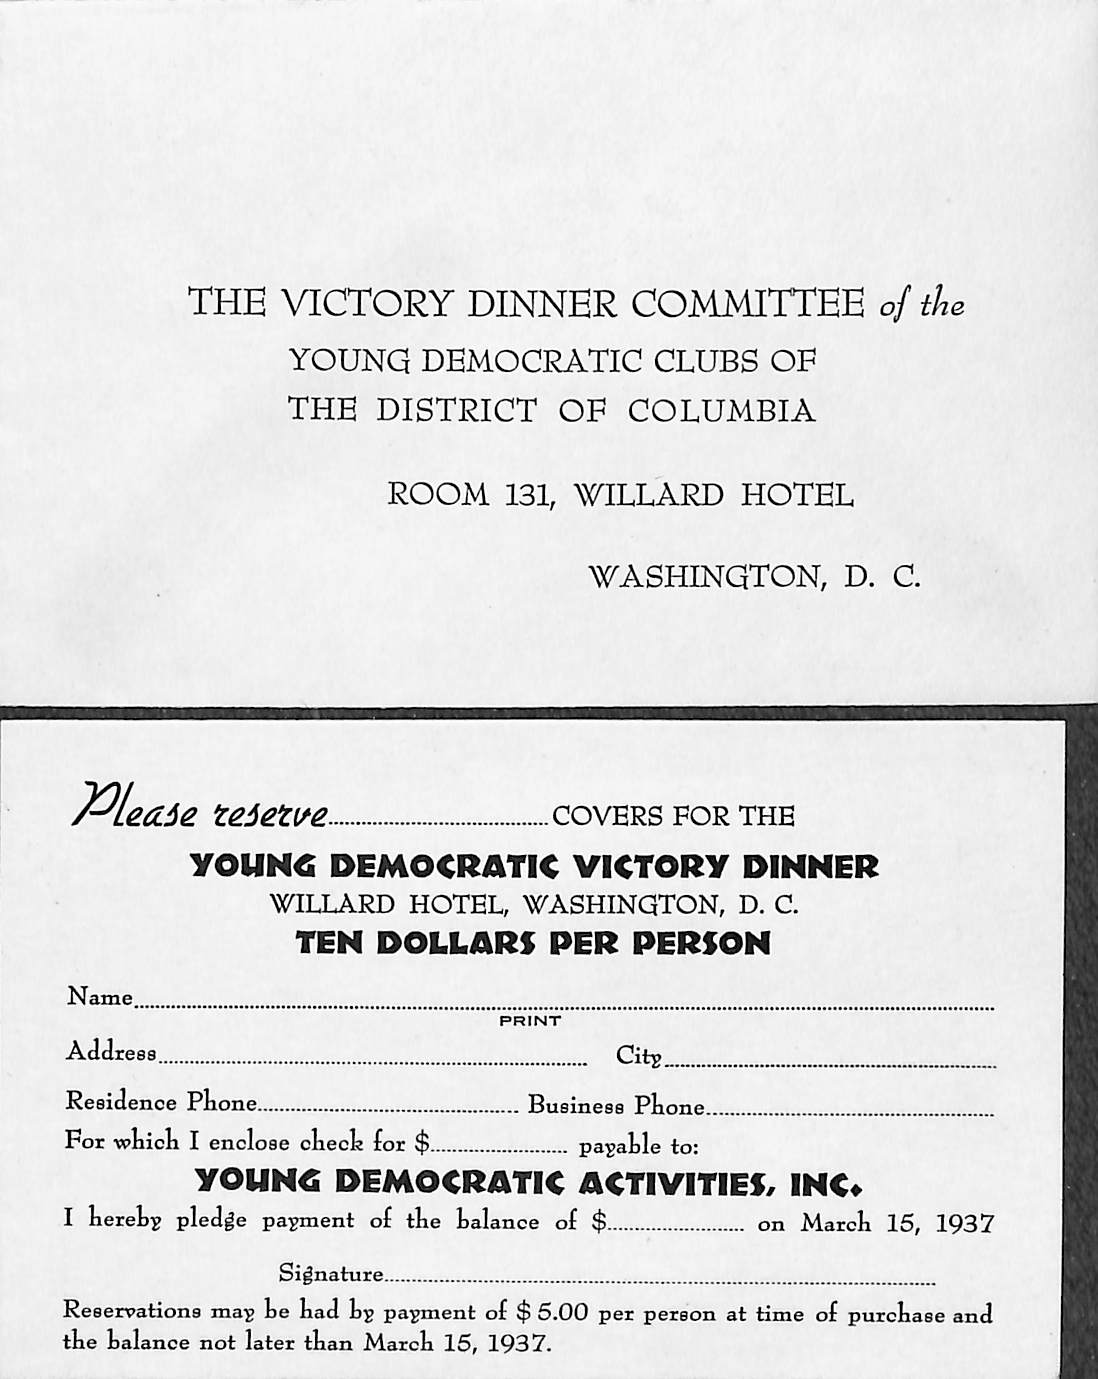 THE VICTORY DINNER COMMITTEE of the
YOUNG DEMOCRATIC CLUBS OF
THE DISTRICT OF COLUMBIA
ROOM 131, WILLARD HOTEL
WASHINGTON, D. C.
Please reserve........................................COVERS FOR THE
YOUNG DEMOCRATIC VICTORY DINNER
WILLARD HOTEL, WASHINGTON, D. C.
TEN DOLLARS PER PERSON
Name........................................
PRINT
Address........................................ City........................................
Residence Phone........................................ Business Phone........................................
For which I enclose check for $......................... payable to:
YOUNG DEMOCRATIC ACTIVITIES, INC.
I hereby pledge payment of the balance of $......................... on March 15, 1937
Signature........................................
Reservations may be had by payment of $5.00 per person at time of purchase and
the balance not later than March 15, 1937.